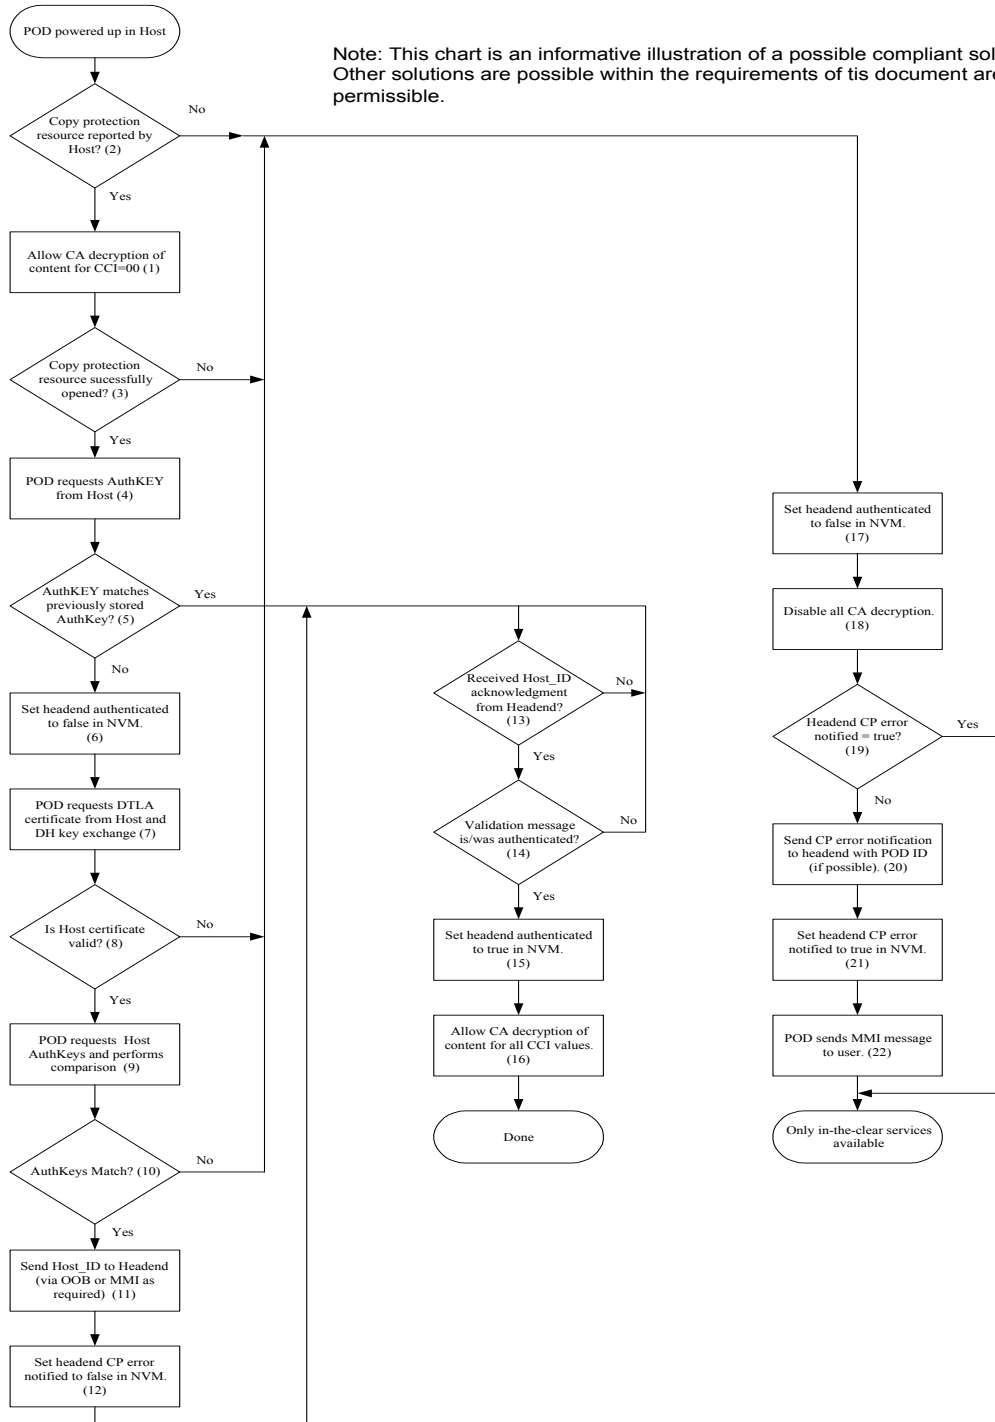 POD powered up in Host
Note: This chart is an informative illustration of a possible compliant sol
Other solutions are possible within the requirements of tis document are
permissible.
Copy protection
resource reported by
Host? (2)
No
Yes
Allow CA decryption of
content for CCI=00 (1)
Copy protection
resource sucessfully
opened? (3)
No
Yes
POD requests AuthKEY
from Host (4)
AuthKEY matches
previously stored
AuthKey? (5)
Yes
No
Set headend authenticated
to false in NVM.
(6)
POD requests DTLA
certificate from Host and
DH key exchange (7)
Is Host certificate
valid? (8)
No
Yes
POD requests Host
AuthKeys and performs
comparison (9)
AuthKeys Match? (10)
No
Yes
Send Host_ID to Headend
(via OOB or MMI as
required) (11)
Set headend CP error
notified to false in NVM.
(12)
Received Host_ID
acknowledgment
from Headend?
(13)
No
Yes
Validation message
is/was authenticated?
(14)
No
Yes
Set headend authenticated
to true in NVM.
(15)
Allow CA decryption of
content for all CCI values.
(16)
Done
Set headend authenticated
to false in NVM.
(17)
Disable all CA decryption.
(18)
Headend CP error
notified = true?
(19)
Yes
No
Send CP error notification
to headend with POD ID
(if possible). (20)
Set headend CP error
notified to true in NVM.
(21)
POD sends MMI message
to user. (22)
Only in-the-clear services
available